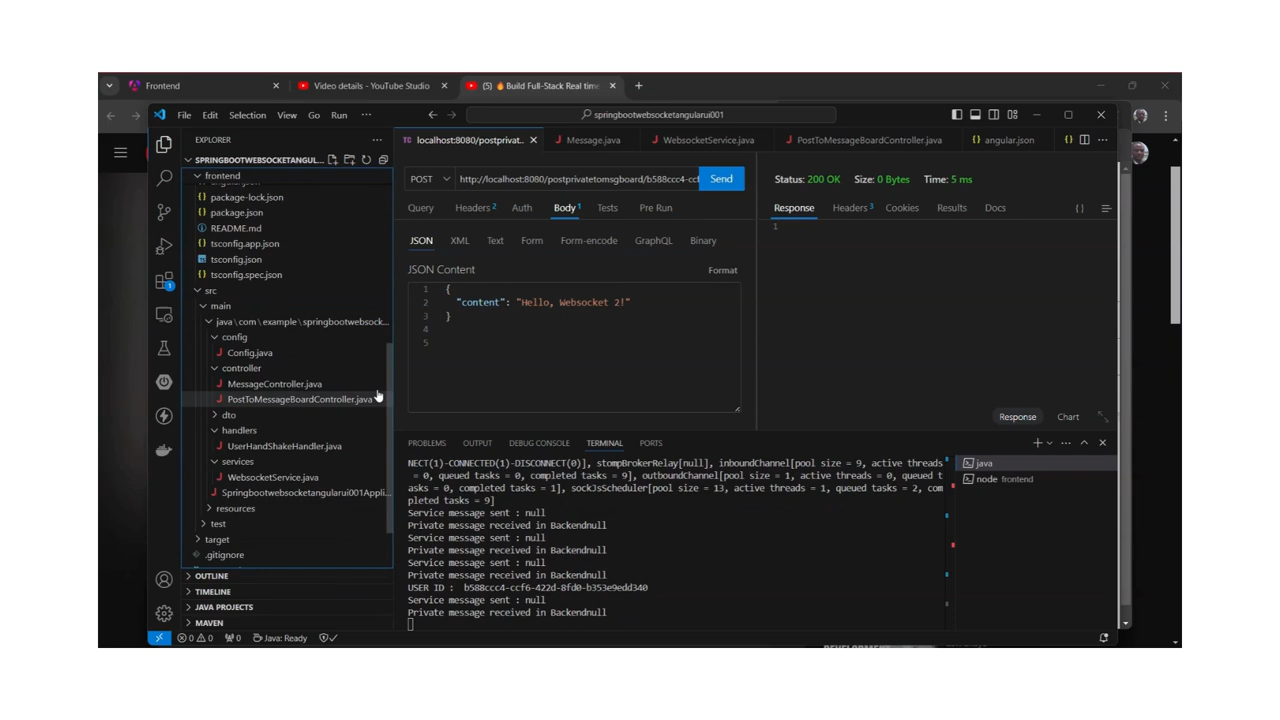 Frontend
Video details - YouTube Studio
(5) 🔥 Build Full-Stack Real time
File Edit Selection View Go Run ···
springbootwebsocketangularui001
EXPLORER
localhost:8080/postprivat..
Message.java
WebsocketService.java
PostToMessageBoardController.java
angular.json
SPRINGBOOTWEBSOCKETANGUL...
frontend
package-lock.json
package.json
README.md
tsconfig.app.json
tsconfig.json
tsconfig.spec.json
src
main
java\com\example\springbootwebsock...
config
Config.java
controller
MessageController.java
PostToMessageBoardController.java
dto
handlers
UserHandShakeHandler.java
services
WebsocketService.java
Springbootwebsocketangularui001Appli...
resources
test
target
.gitignore
OUTLINE
TIMELINE
JAVA PROJECTS
MAVEN
POST
http://localhost:8080/postprivatetomsgboard/b588ccc4-ccf
Send
Query Headers 2 Auth Body 1 Tests Pre Run
JSON XML Text Form Form-encode GraphQL Binary
JSON Content
Format
1 {
2 "content": "Hello, Websocket 2!"
3 }
4
5
Status: 200 OK Size: 0 Bytes Time: 5 ms
Response Headers 3 Cookies Results Docs {}
1
Response Chart
PROBLEMS OUTPUT DEBUG CONSOLE TERMINAL PORTS
NECT(1)-CONNECTED(1)-DISCONNECT(0)], stompBrokerRelay[null], inboundChannel[pool size = 9, active threads
= 0, queued tasks = 0, completed tasks = 9], outboundChannel[pool size = 1, active threads = 0, queued t
asks = 0, completed tasks = 1], sockJsScheduler[pool size = 13, active threads = 1, queued tasks = 2, com
pleted tasks = 9]
Service message sent : null
Private message received in Backendnull
Service message sent : null
Private message received in Backendnull
Service message sent : null
Private message received in Backendnull
USER ID : b588ccc4-ccf6-422d-8fd0-b353e9edd340
Service message sent : null
Private message received in Backendnull
java
node frontend
1
0 0 0 Java: Ready